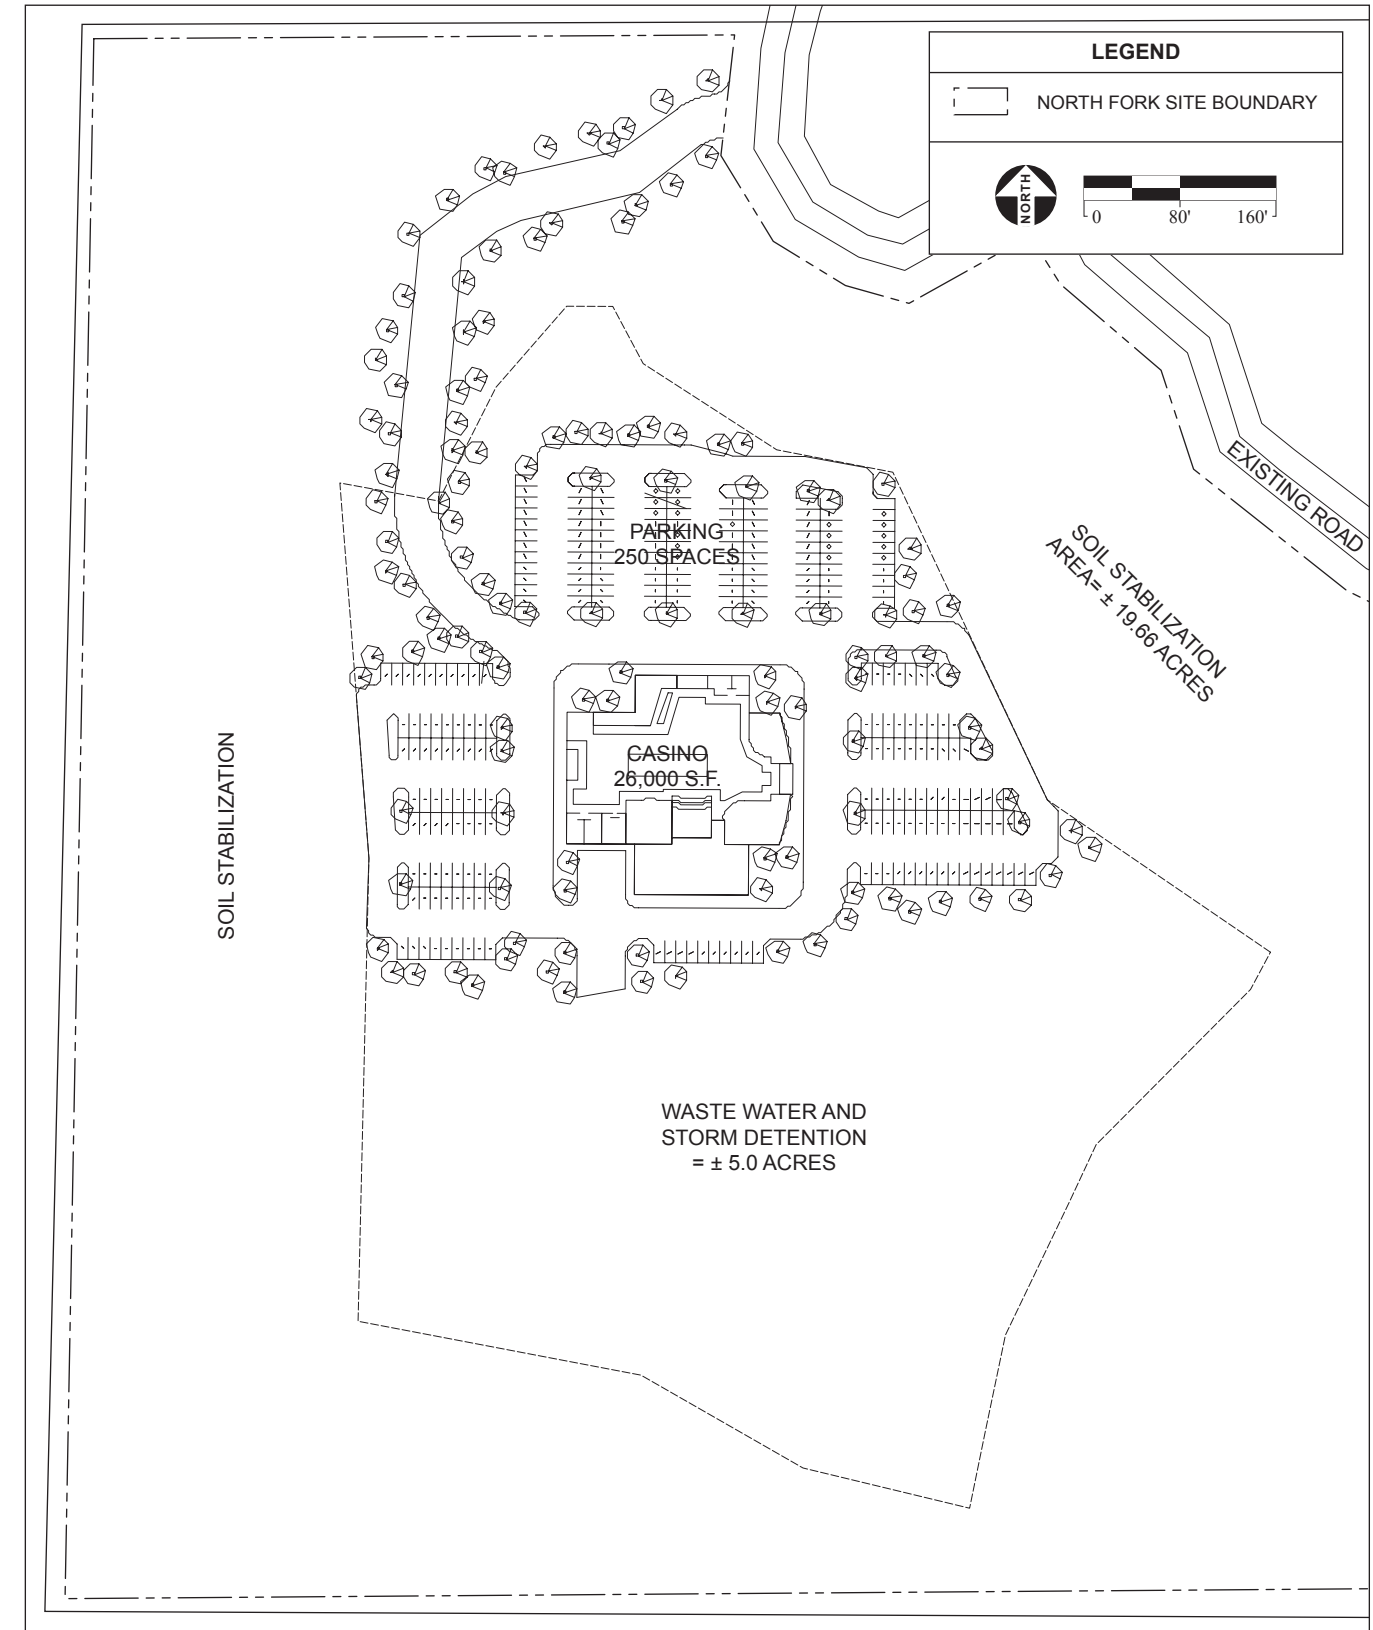 LEGEND
NORTH FORK SITE BOUNDARY
NORTH
0 80' 160'
EXISTING ROAD
SOIL STABILIZATION
AREA= ± 19.66 ACRES
PARKING
250 SPACES
CASINO
26,000 S.F.
SOIL STABILIZATION
WASTE WATER AND
STORM DETENTION
= ± 5.0 ACRES